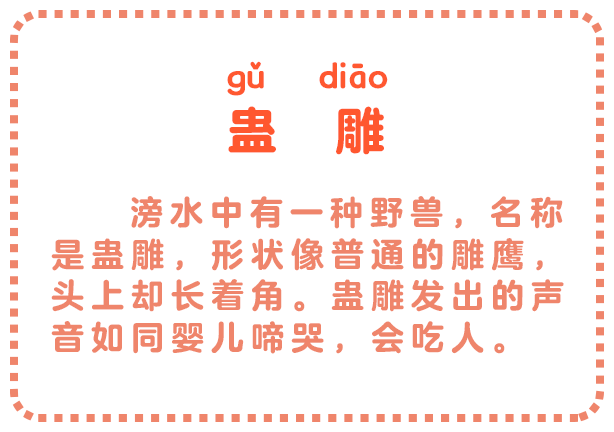 gǔ diāo
蛊 雕
滂水中有一种野兽，名称
是蛊雕，形状像普通的雕鹰，
头上却长着角。蛊雕发出的声
音如同婴儿啼哭，会吃人。